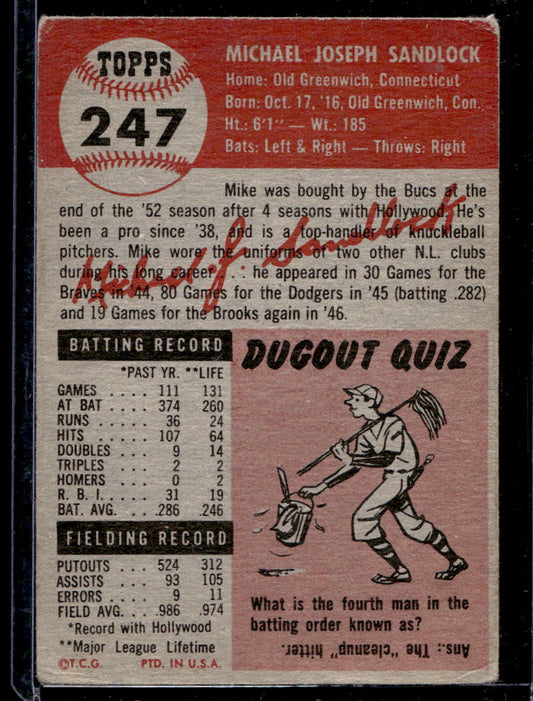 TOPPS
247
MICHAEL JOSEPH SANDLOCK
Home: Old Greenwich, Connecticut
Born: Oct. 17, '16, Old Greenwich, Con.
Ht.: 6'1" — Wt.: 185
Bats: Left & Right — Throws: Right
Mike was bought by the Bucs at the
end of the '52 season after 4 seasons with Hollywood. He's
been a pro since '38, and is a top-handler of knuckleball
pitchers. Mike wore the uniforms of two other N.L. clubs
during his long career . . : he appeared in 30 Games for the
Braves in '44, 80 Games for the Dodgers in '45 (batting .282)
and 19 Games for the Brooks again in '46.
BATTING RECORD
*PAST YR. **LIFE
GAMES . . . . 111 131
AT BAT . . . . 374 260
RUNS . . . . 36 24
HITS . . . . 107 64
DOUBLES . . . 9 14
TRIPLES . . . 2 2
HOMERS . . . 0 2
R. B. I. . . . . 31 19
BAT. AVG. . . .286 .246
FIELDING RECORD
PUTOUTS . . . 524 312
ASSISTS . . . 93 105
ERRORS . . . 9 11
FIELD AVG. . . .986 .974
*Record with Hollywood
**Major League Lifetime
©T.C.G. PTD. IN U.S.A.
DUGOUT QUIZ
What is the fourth man in the
batting order known as?
Ans.: The "cleanup" hitter.